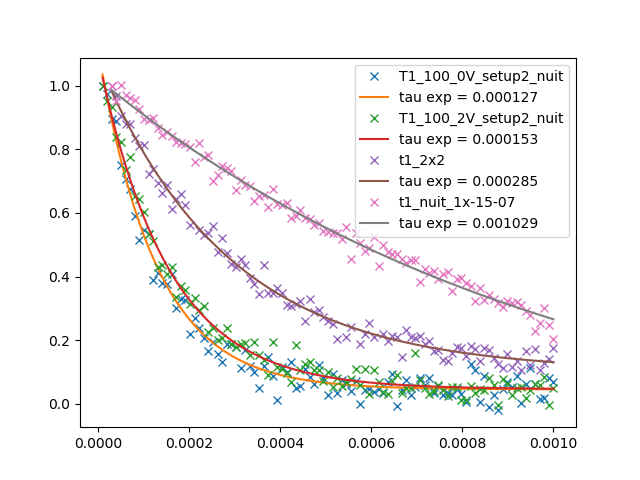 T1_100_0V_setup2_nuit
tau exp = 0.000127
T1_100_2V_setup2_nuit
tau exp = 0.000153
t1_2x2
tau exp = 0.000285
t1_nuit_1x-15-07
tau exp = 0.001029
1.0
0.8
0.6
0.4
0.2
0.0
0.0000 0.0002 0.0004 0.0006 0.0008 0.0010